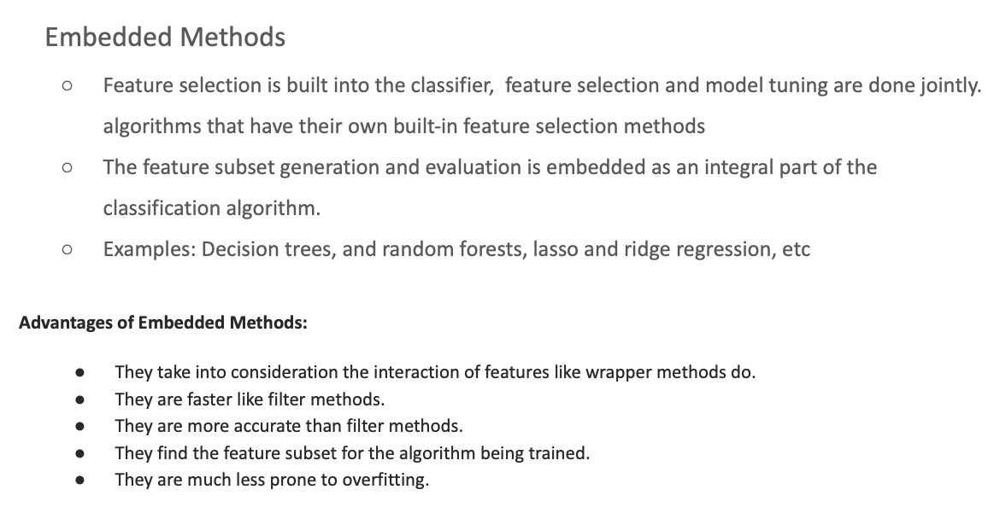 Embedded Methods
○ Feature selection is built into the classifier,  feature selection and model tuning are done jointly.
algorithms that have their own built-in feature selection methods
○ The feature subset generation and evaluation is embedded as an integral part of the
classification algorithm.
○ Examples: Decision trees, and random forests, lasso and ridge regression, etc
Advantages of Embedded Methods:
● They take into consideration the interaction of features like wrapper methods do.
● They are faster like filter methods.
● They are more accurate than filter methods.
● They find the feature subset for the algorithm being trained.
● They are much less prone to overfitting.